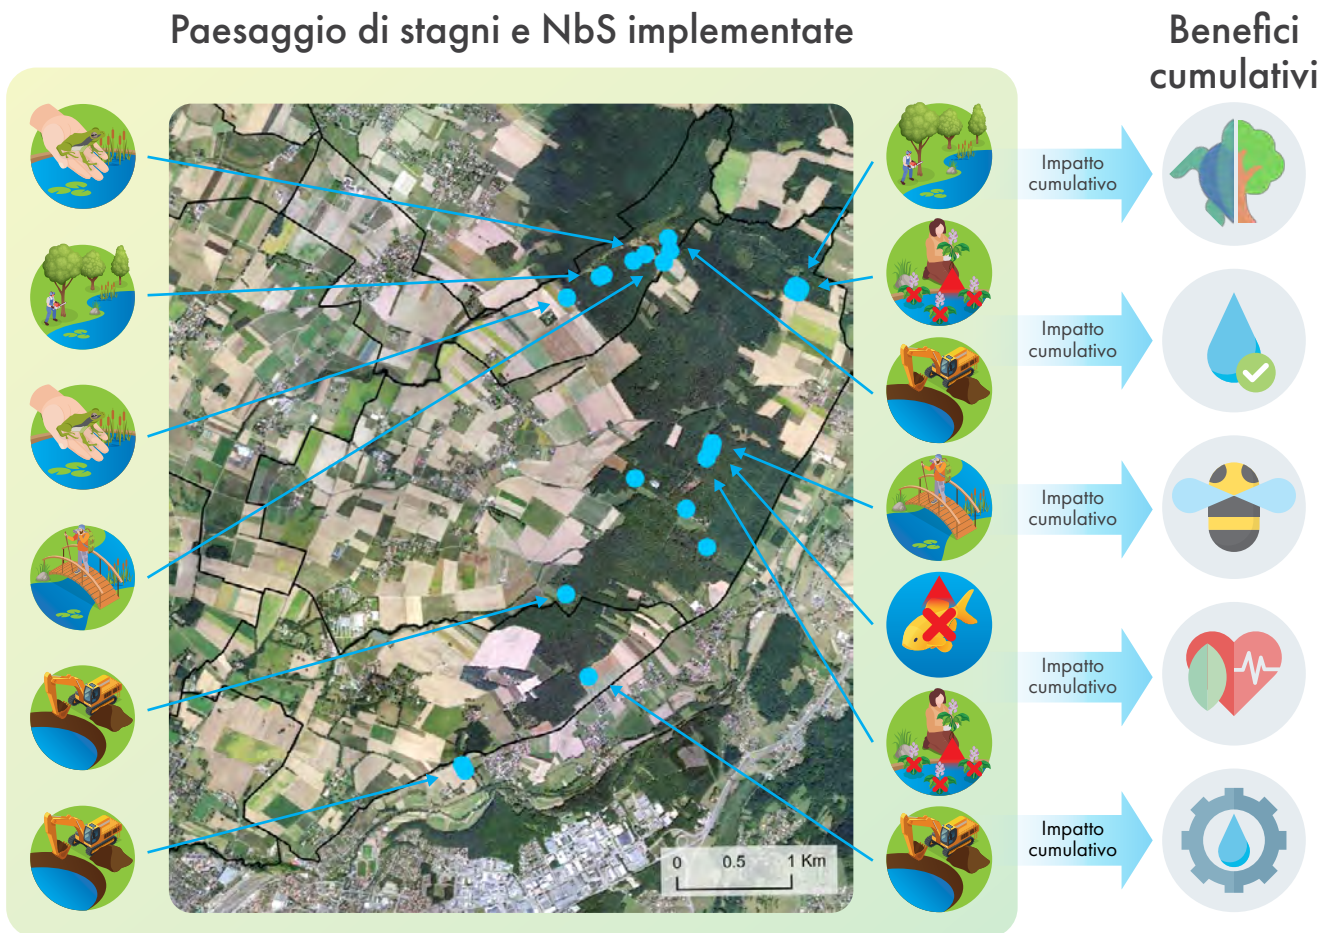 Paesaggio di stagni e NbS implementate
Benefici
cumulativi
Impatto
cumulativo
Impatto
cumulativo
Impatto
cumulativo
Impatto
cumulativo
Impatto
cumulativo
0 0.5 1 Km